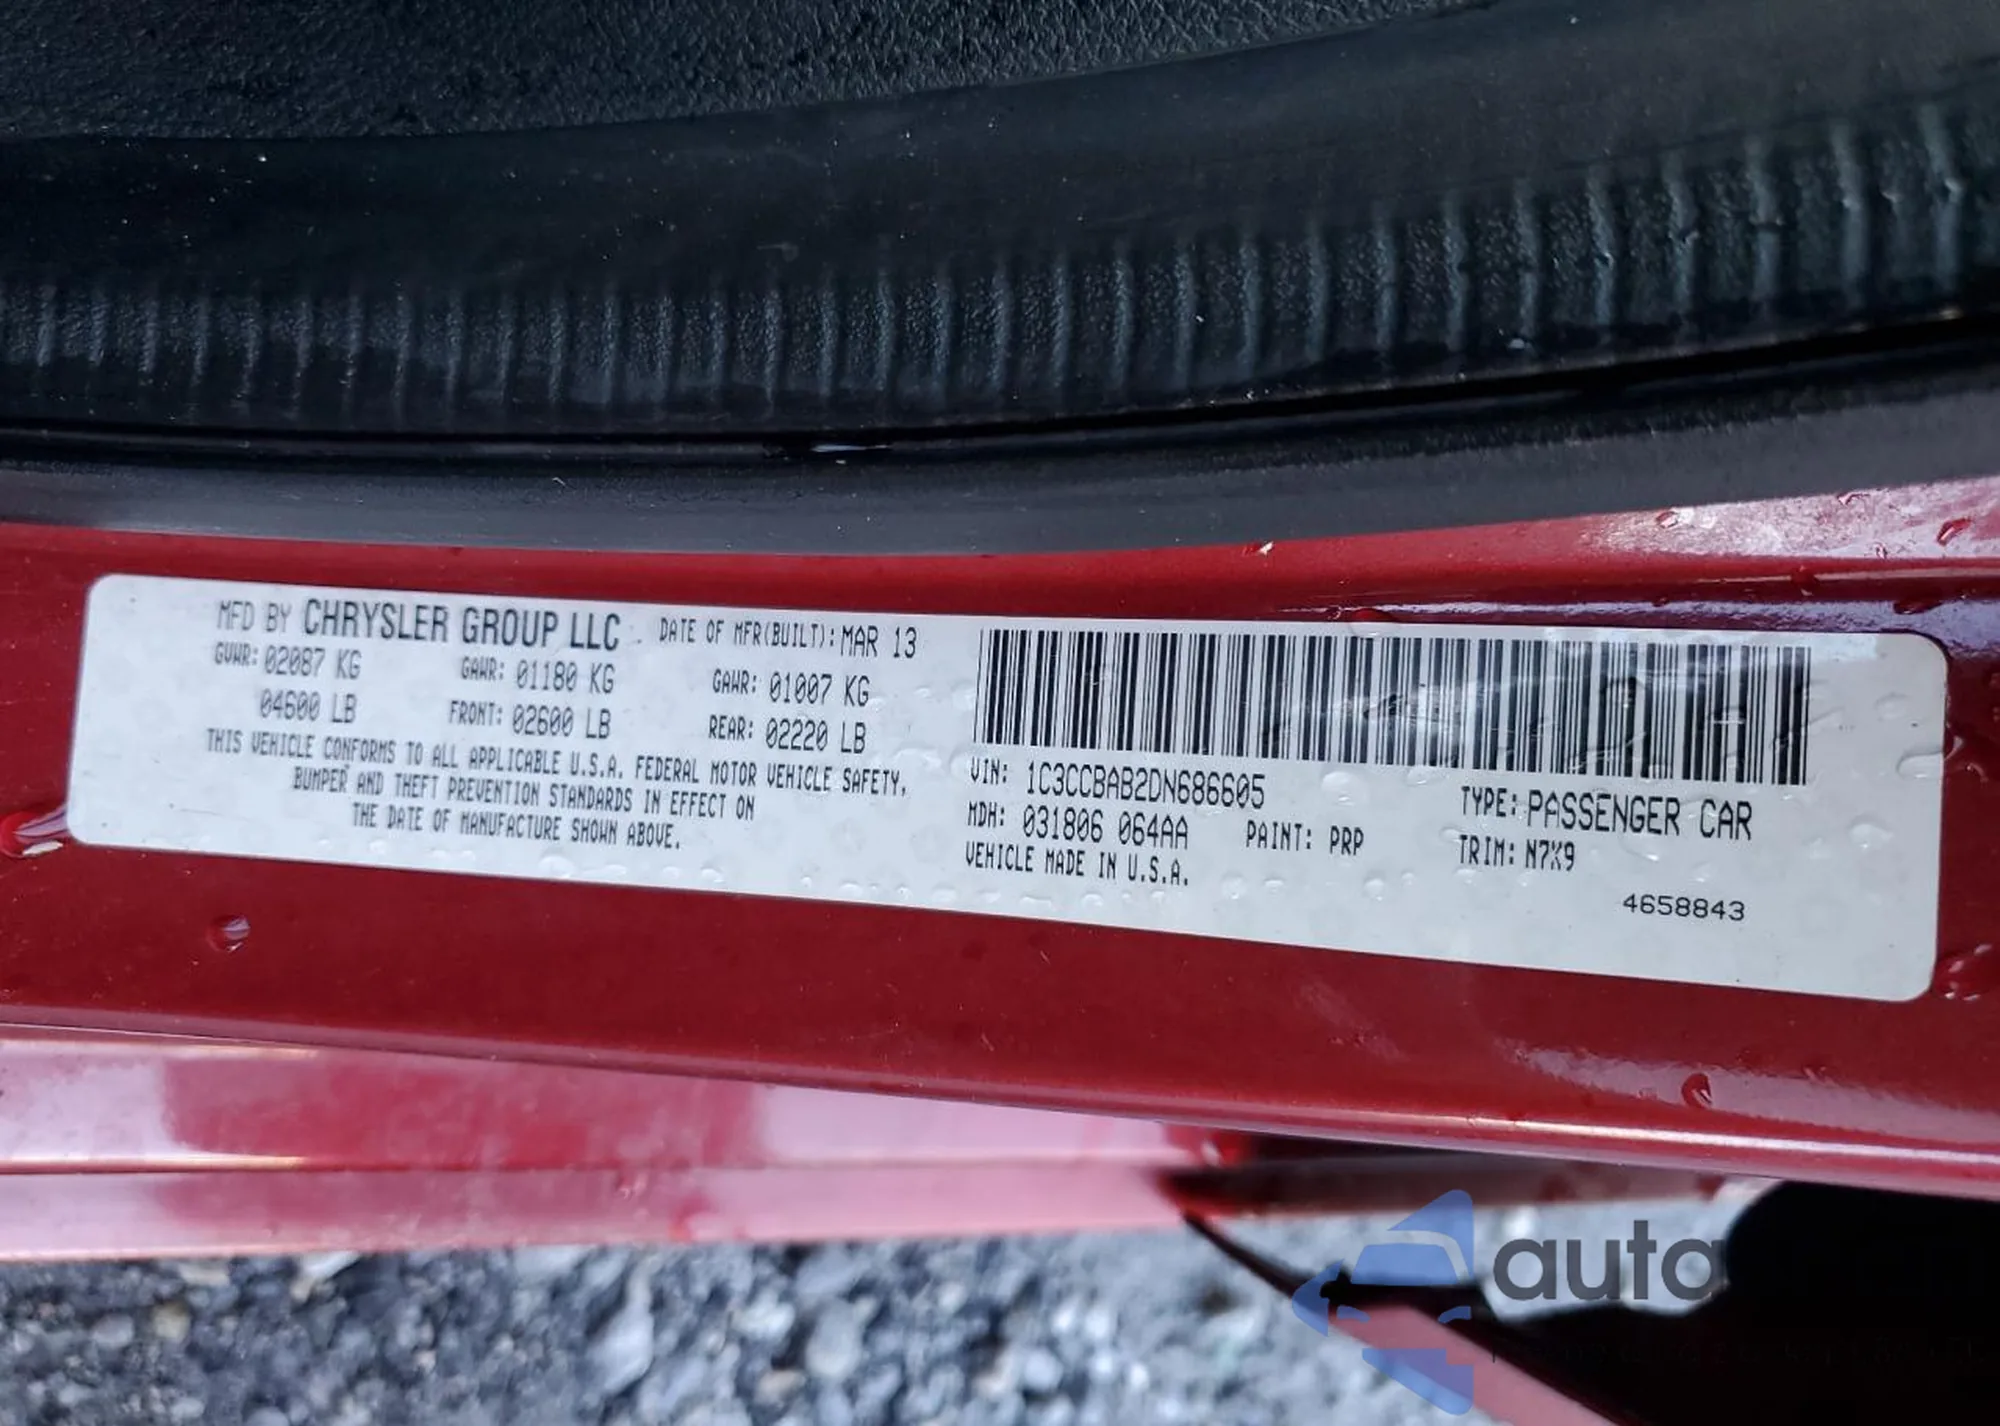 MFD BY CHRYSLER GROUP LLC DATE OF MFR(BUILT): MAR 13
GVWR: 02087 KG GAWR: 01180 KG GAWR: 01007 KG
04600 LB FRONT: 02600 LB REAR: 02220 LB
THIS VEHICLE CONFORMS TO ALL APPLICABLE U.S.A. FEDERAL MOTOR VEHICLE SAFETY,
BUMPER AND THEFT PREVENTION STANDARDS IN EFFECT ON
THE DATE OF MANUFACTURE SHOWN ABOVE.
VIN: 1C3CCBAB2DN686605 TYPE: PASSENGER CAR
MDH: 031806 064AA PAINT: PRP TRIM: N7X9
VEHICLE MADE IN U.S.A.
4658843
auta